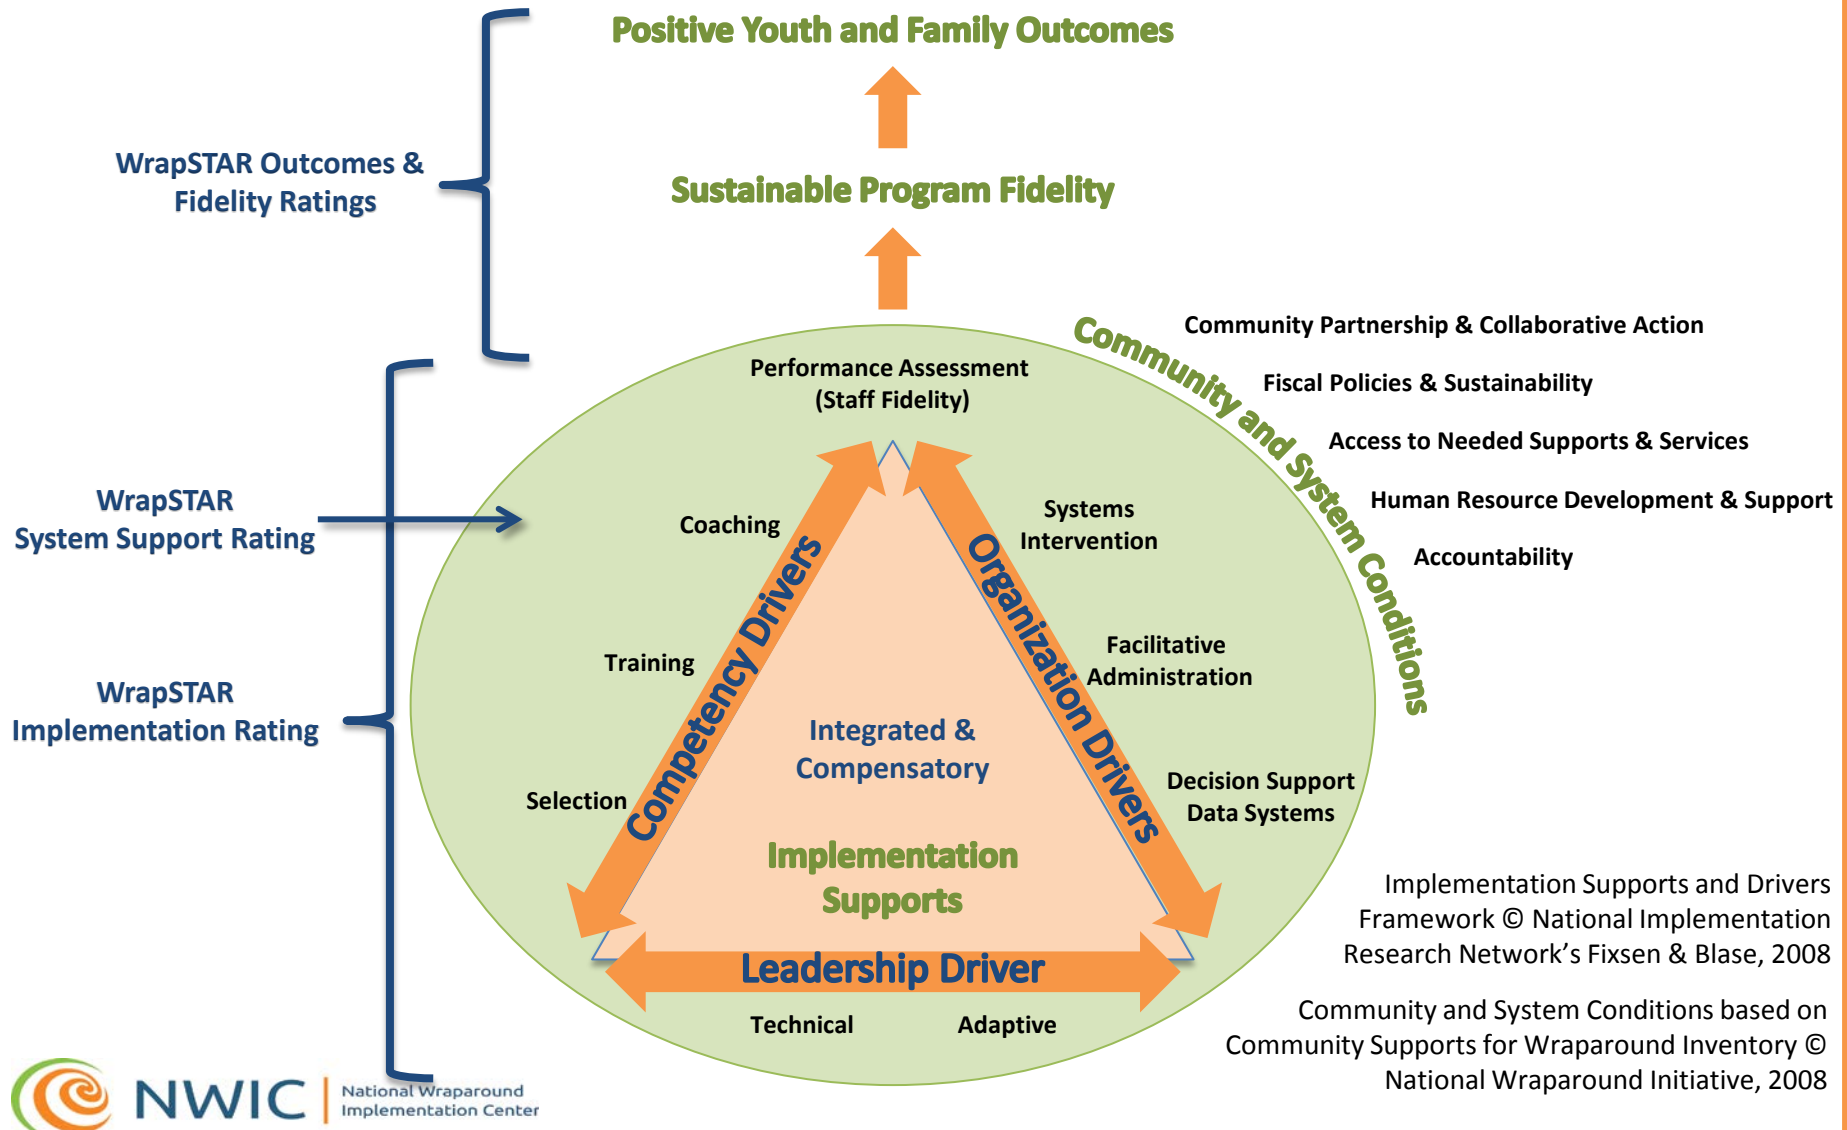 Positive Youth and Family Outcomes
WrapSTAR Outcomes &
Fidelity Ratings
Sustainable Program Fidelity
Community and System Conditions
Community Partnership & Collaborative Action
Fiscal Policies & Sustainability
Access to Needed Supports & Services
Human Resource Development & Support
Accountability
Performance Assessment
(Staff Fidelity)
WrapSTAR
System Support Rating
Coaching
Training
Selection
Competency Drivers
Systems
Intervention
Facilitative
Administration
Decision Support
Data Systems
Organization Drivers
WrapSTAR
Implementation Rating
Integrated &
Compensatory
Implementation
Supports
Leadership Driver
Technical
Adaptive
Implementation Supports and Drivers
Framework © National Implementation
Research Network’s Fixsen & Blase, 2008
Community and System Conditions based on
Community Supports for Wraparound Inventory ©
National Wraparound Initiative, 2008
NWIC
National Wraparound
Implementation Center